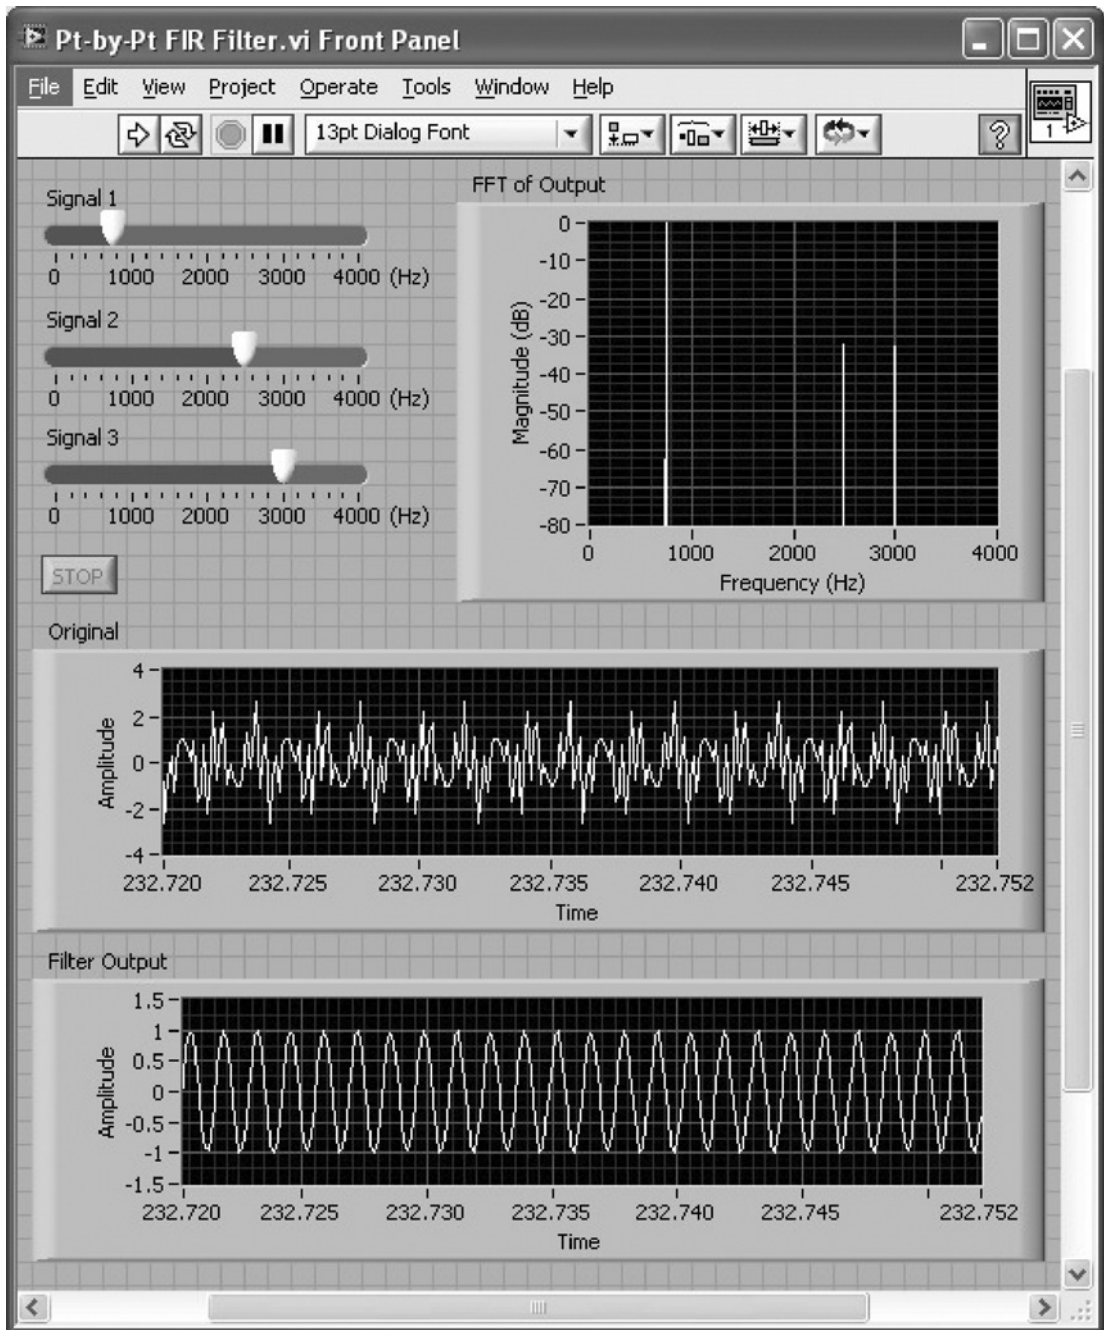 Pt-by-Pt FIR Filter.vi Front Panel
File Edit View Project Operate Tools Window Help
13pt Dialog Font
?
1
Signal 1
0 1000 2000 3000 4000 (Hz)
Signal 2
0 1000 2000 3000 4000 (Hz)
Signal 3
0 1000 2000 3000 4000 (Hz)
STOP
FFT of Output
Magnitude (dB)
0
-10
-20
-30
-40
-50
-60
-70
-80
0 1000 2000 3000 4000
Frequency (Hz)
Original
Amplitude
4
2
0
-2
-4
232.720 232.725 232.730 232.735 232.740 232.745 232.752
Time
Filter Output
Amplitude
1.5
1
0.5
0
-0.5
-1
-1.5
232.720 232.725 232.730 232.735 232.740 232.745 232.752
Time